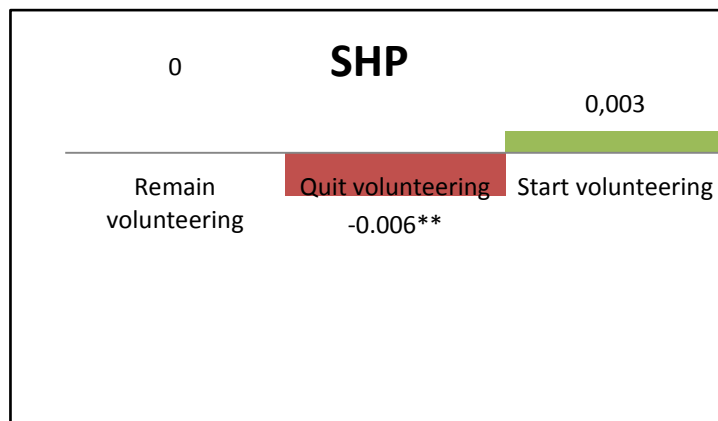 SHP
0
0,003
Remain
volunteering
Quit volunteering
Start volunteering
-0.006**